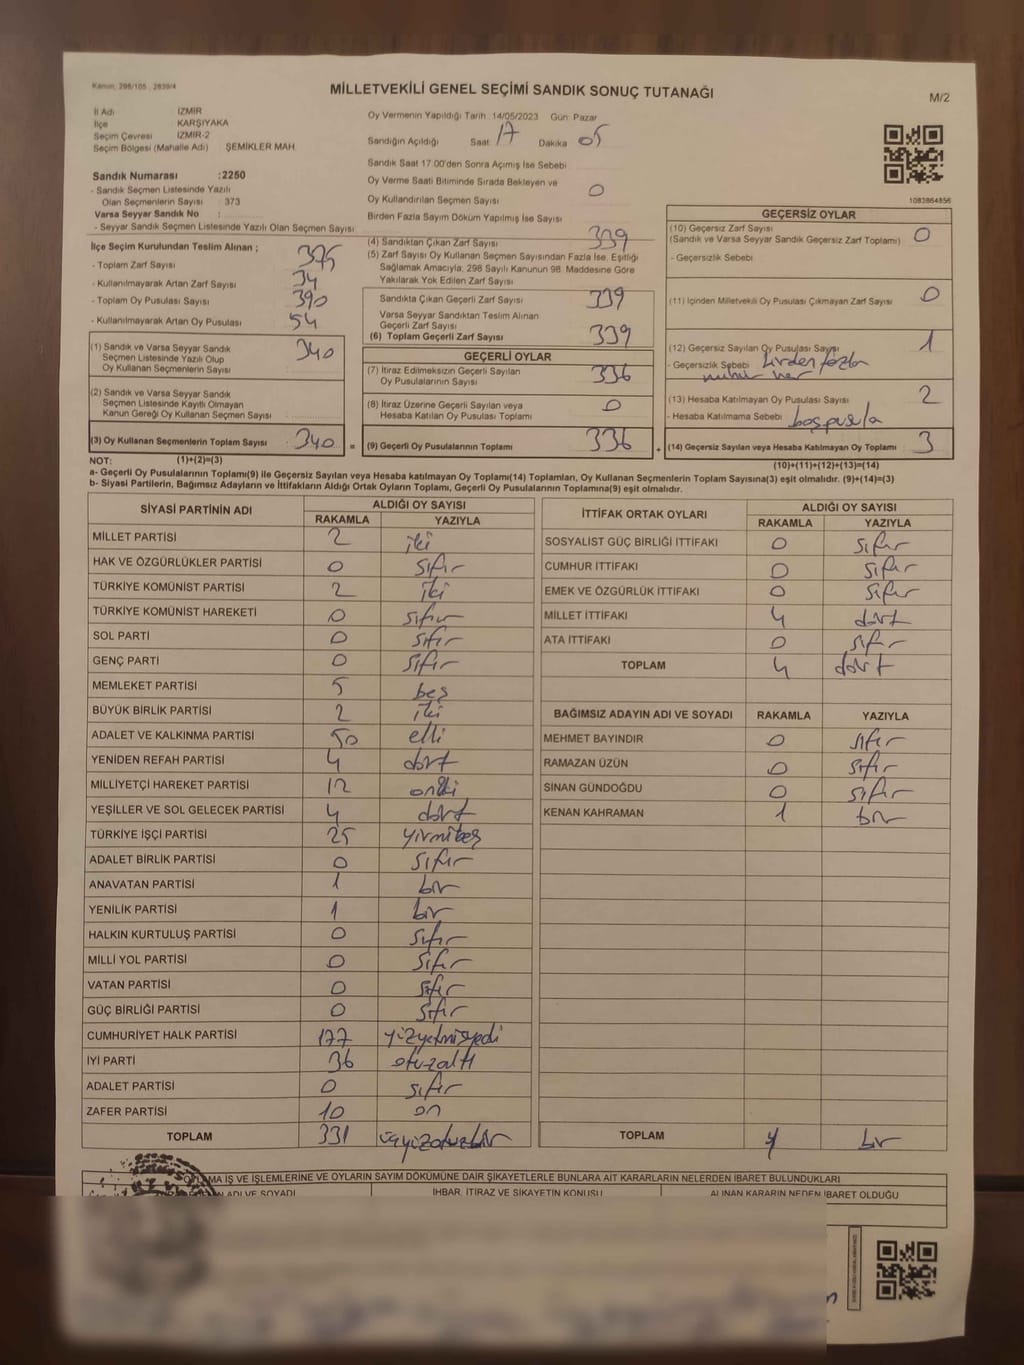 Kanun, 298/105 , 2839/4
MİLLETVEKİLİ GENEL SEÇİMİ SANDIK SONUÇ TUTANAĞI
M/2
İl Adı İZMİR
İlçe KARŞIYAKA
Seçim Çevresi İZMİR-2
Seçim Bölgesi (Mahalle Adı) ŞEMİKLER MAH.
Sandık Numarası :2250
- Sandık Seçmen Listesinde Yazılı
Olan Seçmenlerin Sayısı : 373
Varsa Seyyar Sandık No :
- Seyyar Sandık Seçmen Listesinde Yazılı Olan Seçmen Sayısı
Oy Vermenin Yapıldığı Tarih : 14/05/2023 Gün: Pazar
Sandığın Açıldığı Saat 17 Dakika 05
Sandık Saat 17:00'den Sonra Açımış İse Sebebi
Oy Verme Saati Bitiminde Sırada Bekleyen ve
Oy Kullandırılan Seçmen Sayısı 0
Birden Fazla Sayım Döküm Yapılmış İse Sayısı
1083864856
İlçe Seçim Kurulundan Teslim Alınan ;
- Toplam Zarf Sayısı 375
- Kullanılmayarak Artan Zarf Sayısı 34
- Toplam Oy Pusulası Sayısı 390
- Kullanılmayarak Artan Oy Pusulası 54
(1) Sandık ve Varsa Seyyar Sandık
Seçmen Listesinde Yazılı Olup
Oy Kullanan Seçmenlerin Sayısı : 340
(2) Sandık ve Varsa Seyyar Sandık
Seçmen Listesinde Kayıtlı Olmayan
Kanun Gereği Oy Kullanan Seçmen Sayısı :
(3) Oy Kullanan Seçmenlerin Toplam Sayısı : 340 =
(4) Sandıktan Çıkan Zarf Sayısı 339
(5) Zarf Sayısı Oy Kullanan Seçmen Sayısından Fazla İse, Eşitliği
Sağlamak Amacıyla, 298 Sayılı Kanunun 98. Maddesine Göre
Yakılarak Yok Edilen Zarf Sayısı
Sandıkta Çıkan Geçerli Zarf Sayısı 339
Varsa Seyyar Sandıktan Teslim Alınan
Geçerli Zarf Sayısı
(6) Toplam Geçerli Zarf Sayısı 339
GEÇERLİ OYLAR
(7) İtiraz Edilmeksizin Geçerli Sayılan
Oy Pusulalarının Sayısı 336
(8) İtiraz Üzerine Geçerli Sayılan veya
Hesaba Katılan Oy Pusulası Toplamı 0
(9) Geçerli Oy Pusulalarının Toplamı 336 +
GEÇERSİZ OYLAR
(10) Geçersiz Zarf Sayısı
(Sandık ve Varsa Seyyar Sandık Geçersiz Zarf Toplamı) 0
- Geçersizlik Sebebi
(11) İçinden Milletvekili Oy Pusulası Çıkmayan Zarf Sayısı 0
(12) Geçersiz Sayılan Oy Pusulası Sayısı 1
- Geçersizlik Sebebi birden fazla
mühür var
(13) Hesaba Katılmayan Oy Pusulası Sayısı 2
- Hesaba Katılmama Sebebi boş pusula
(14) Geçersiz Sayılan veya Hesaba Katılmayan Oy Toplamı 3
NOT: (1)+(2)=(3)
(10)+(11)+(12)+(13)=(14)
a- Geçerli Oy Pusulalarının Toplamı(9) ile Geçersiz Sayılan veya Hesaba katılmayan Oy Toplamı(14) Toplamları, Oy Kullanan Seçmenlerin Toplam Sayısına(3) eşit olmalıdır. (9)+(14)=(3)
b- Siyasi Partilerin, Bağımsız Adayların ve İttifakların Aldığı Ortak Oyların Toplamı, Geçerli Oy Pusulalarının Toplamına(9) eşit olmalıdır.
SİYASİ PARTİNİN ADI ALDIĞI OY SAYISI
RAKAMLA YAZIYLA
MİLLET PARTİSİ 2 iki
HAK VE ÖZGÜRLÜKLER PARTİSİ 0 sıfır
TÜRKİYE KOMÜNİST PARTİSİ 2 iki
TÜRKİYE KOMÜNİST HAREKETİ 0 sıfır
SOL PARTİ 0 sıfır
GENÇ PARTİ 0 sıfır
MEMLEKET PARTİSİ 5 beş
BÜYÜK BİRLİK PARTİSİ 2 iki
ADALET VE KALKINMA PARTİSİ 50 elli
YENİDEN REFAH PARTİSİ 4 dört
MİLLİYETÇİ HAREKET PARTİSİ 12 oniki
YEŞİLLER VE SOL GELECEK PARTİSİ 4 dört
TÜRKİYE İŞÇİ PARTİSİ 25 yirmibeş
ADALET BİRLİK PARTİSİ 0 sıfır
ANAVATAN PARTİSİ 1 bir
YENİLİK PARTİSİ 1 bir
HALKIN KURTULUŞ PARTİSİ 0 sıfır
MİLLİ YOL PARTİSİ 0 sıfır
VATAN PARTİSİ 0 sıfır
GÜÇ BİRLİĞİ PARTİSİ 0 sıfır
CUMHURİYET HALK PARTİSİ 177 yüzyetmişyedi
İYİ PARTİ 36 otuzaltı
ADALET PARTİSİ 0 sıfır
ZAFER PARTİSİ 10 on
TOPLAM 331 üçyüzotuzbir
İTTİFAK ORTAK OYLARI ALDIĞI OY SAYISI
RAKAMLA YAZIYLA
SOSYALİST GÜÇ BİRLİĞİ İTTİFAKI 0 sıfır
CUMHUR İTTİFAKI 0 sıfır
EMEK VE ÖZGÜRLÜK İTTİFAKI 0 sıfır
MİLLET İTTİFAKI 4 dört
ATA İTTİFAKI 0 sıfır
TOPLAM 4 dört
BAĞIMSIZ ADAYIN ADI VE SOYADI RAKAMLA YAZIYLA
MEHMET BAYINDIR 0 sıfır
RAMAZAN ÜZÜN 0 sıfır
SİNAN GÜNDOĞDU 0 sıfır
KENAN KAHRAMAN 1 bir
TOPLAM 1 bir
OYLAMA İŞ VE İŞLEMLERİNE VE OYLARIN SAYIM DÖKÜMÜNE DAİR ŞİKAYETLERLE BUNLARA AİT KARARLARIN NELERDEN İBARET BULUNDUKLARI
ADI VE SOYADI İHBAR, İTİRAZ VE ŞİKAYETİN KONUSU ALINAN KARARIN NEDEN İBARET OLDUĞU